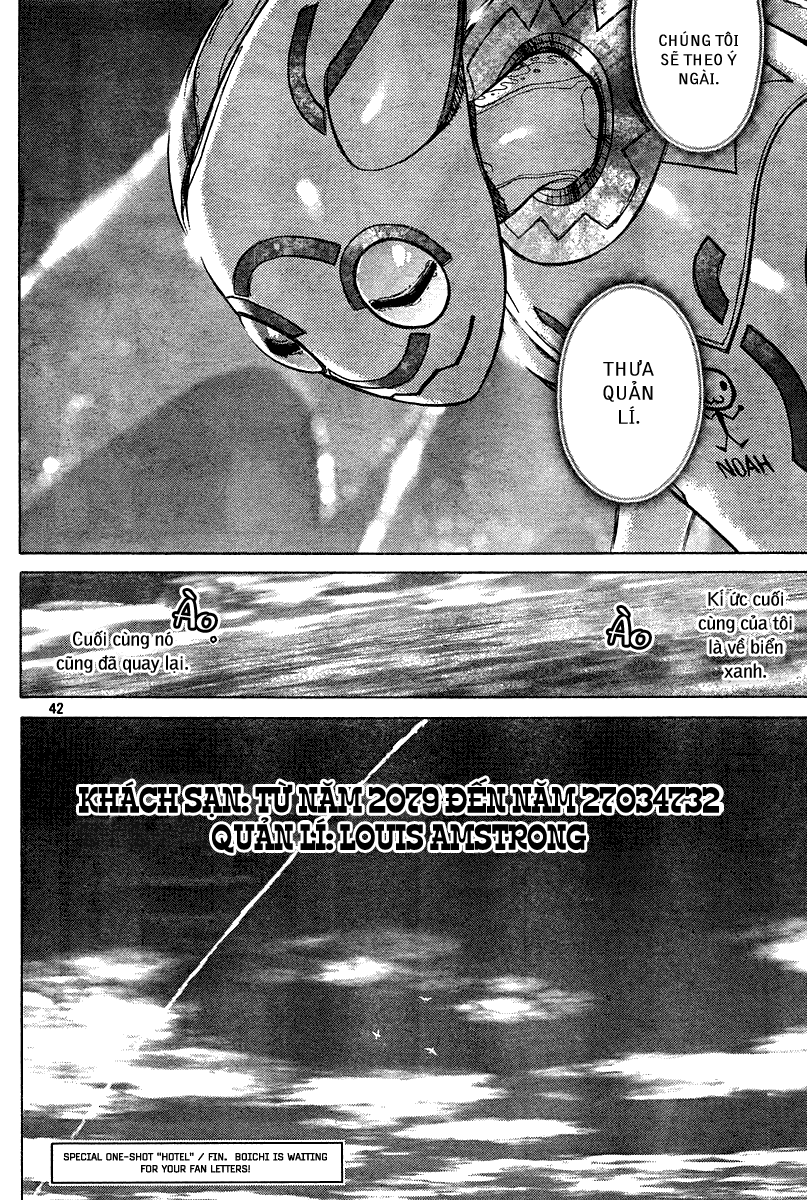 CHÚNG TÔI
SẼ THEO Ý
NGÀI.
THƯA
QUẢN
LÍ.
NOAH
Kí ức cuối
cùng của tôi
là về biển
xanh.
Ào
Ào
Cuối cùng nó
cũng đã quay lại.
42
KHÁCH SẠN: TỪ NĂM 2079 ĐẾN NĂM 27034732
QUẢN LÍ: LOUIS AMSTRONG
SPECIAL ONE-SHOT "HOTEL" / FIN. BOICHI IS WAITING
FOR YOUR FAN LETTERS!